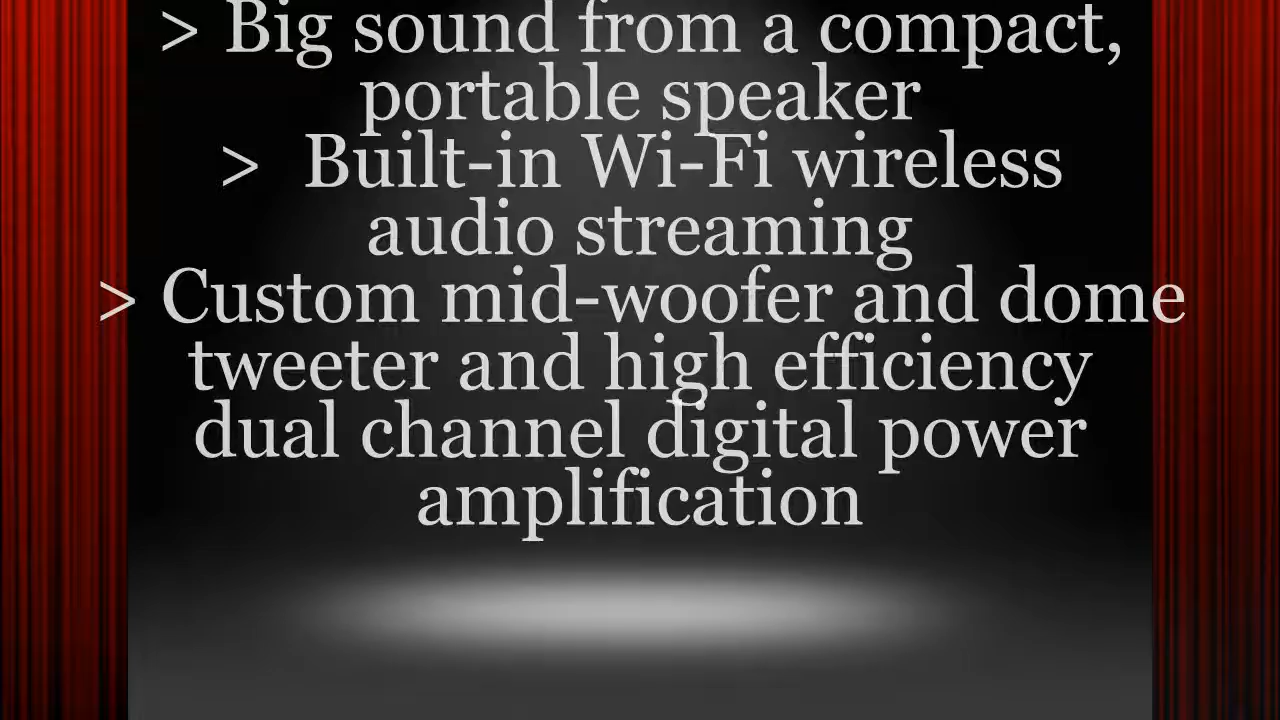 > Big sound from a compact,
portable speaker
>  Built-in Wi-Fi wireless
audio streaming
> Custom mid-woofer and dome
tweeter and high efficiency
dual channel digital power
amplification